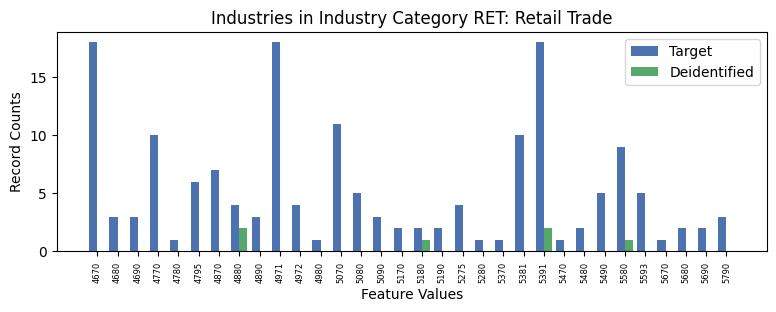 Industries in Industry Category RET: Retail Trade
Target
Deidentified
Record Counts
15
10
5
0
4670 4680 4690 4770 4780 4795 4870 4880 4890 4971 4972 4980 5070 5080 5090 5170 5180 5190 5275 5280 5370 5381 5391 5470 5480 5490 5580 5593 5670 5680 5690 5790
Feature Values